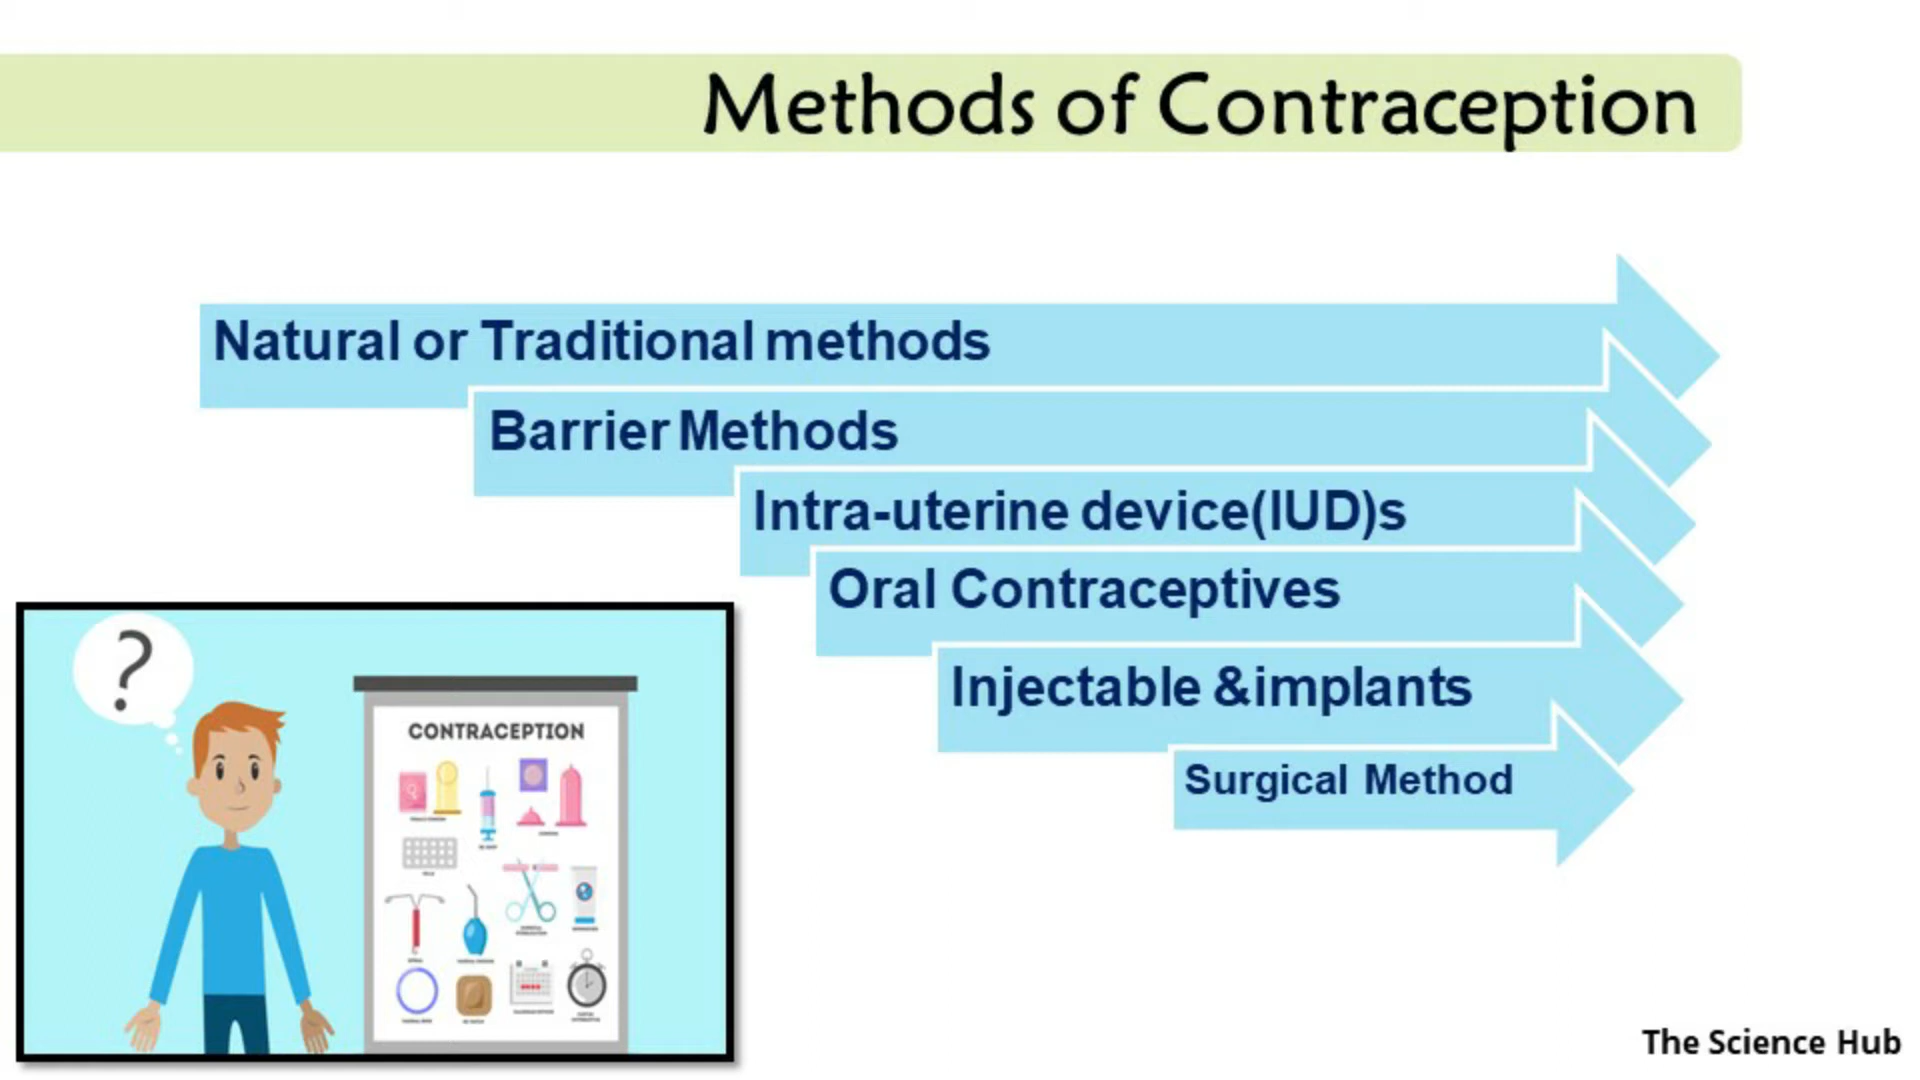 Methods of Contraception
Natural or Traditional methods
Barrier Methods
Intra-uterine device(IUD)s
Oral Contraceptives
Injectable &implants
Surgical Method
?
CONTRACEPTION
The Science Hub